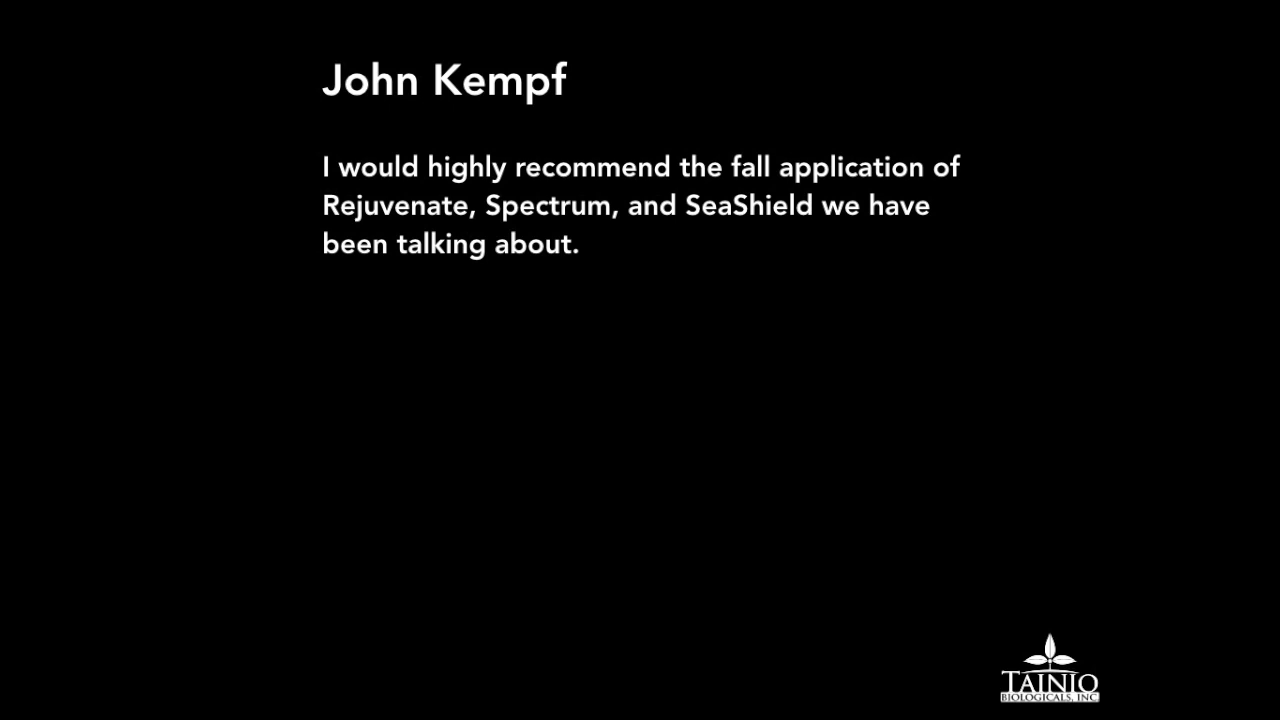 John Kempf
I would highly recommend the fall application of
Rejuvenate, Spectrum, and SeaShield we have
been talking about.
TAINIO
BIOLOGICALS, INC